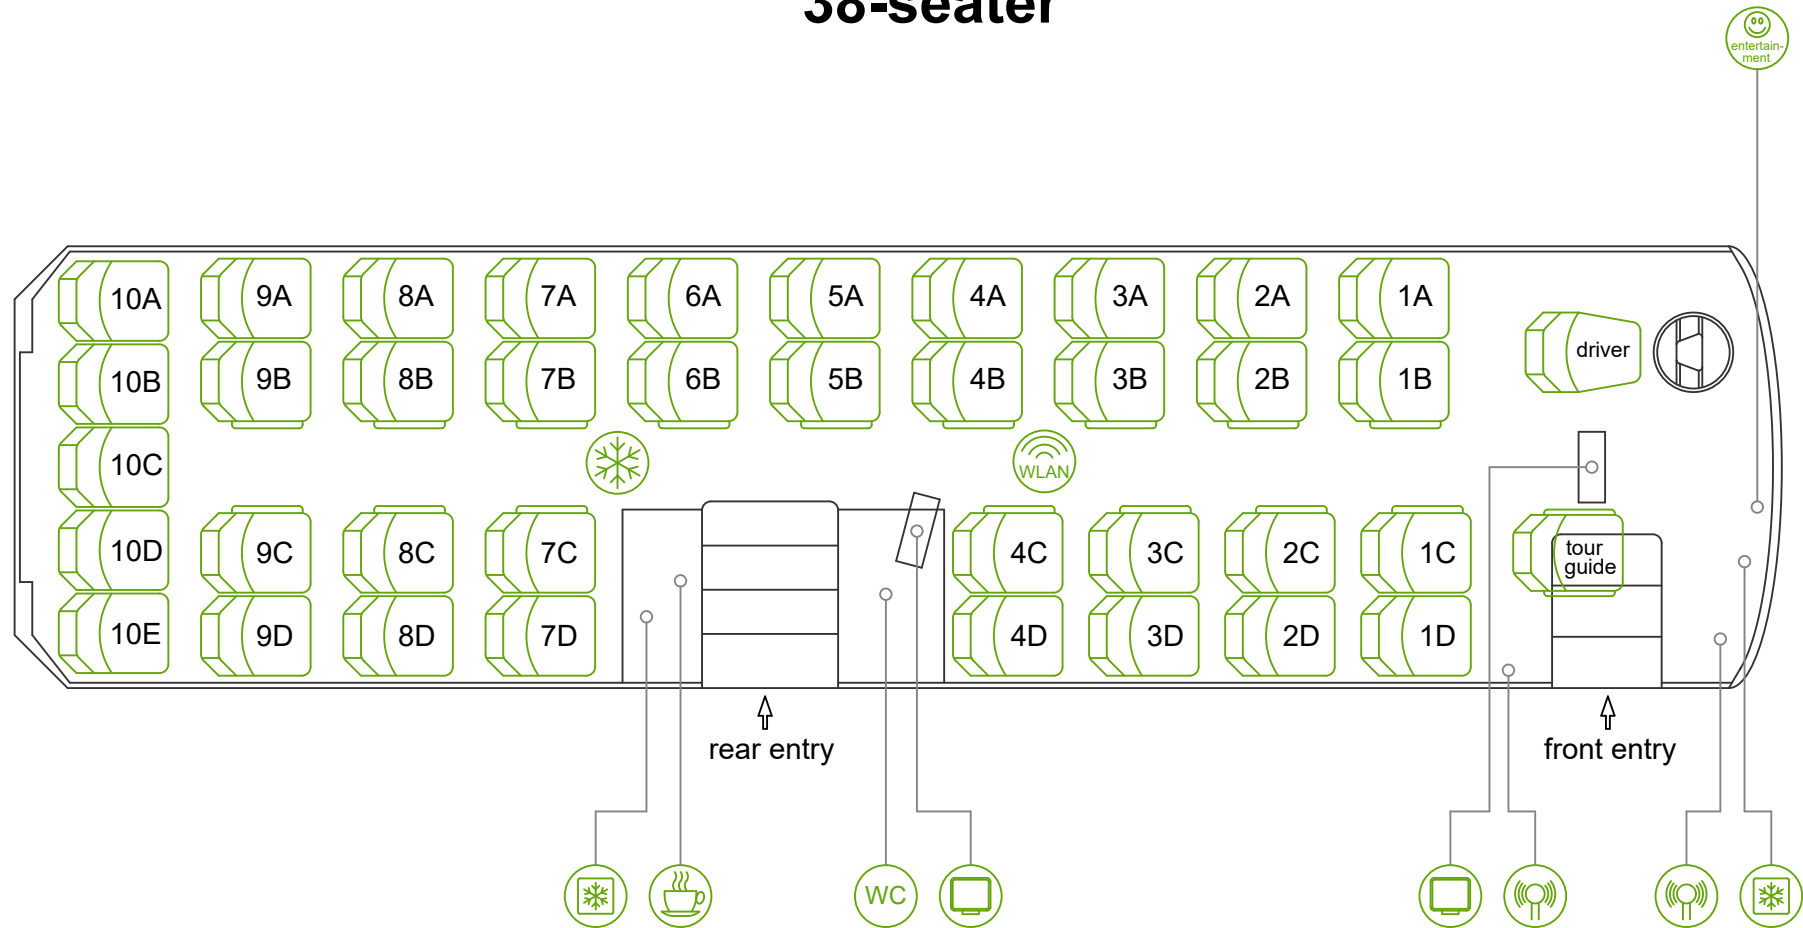 38-seater
entertain-
ment
10A 9A 8A 7A 6A 5A 4A 3A 2A 1A
10B 9B 8B 7B 6B 5B 4B 3B 2B 1B
driver
10C
WLAN
10D 9C 8C 7C 4C 3C 2C 1C
tour
guide
10E 9D 8D 7D 4D 3D 2D 1D
rear entry
front entry
WC